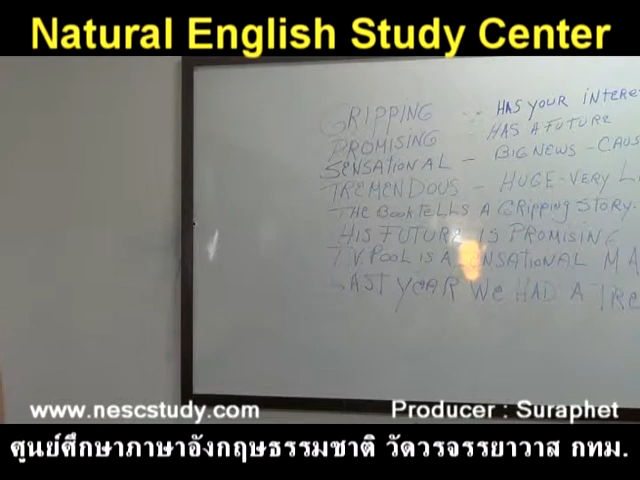 Natural English Study Center
GRIPPING -- HAS YOUR INTERE
PROMISING HAS A FUTURE
SENSATIONAL - BIG NEWS - CAUS
TREMENDOUS - HUGE - VERY L
THE BOOK TELLS A GRIPPING STORY.
HIS FUTURE IS PROMISING
TV POOL IS A SENSATIONAL MA
LAST YEAR WE HAD A TRE
www.nescstudy.com
Producer : Suraphet
ศูนย์ศึกษาภาษาอังกฤษธรรมชาติ วัดวรจรรยาวาส กทม.